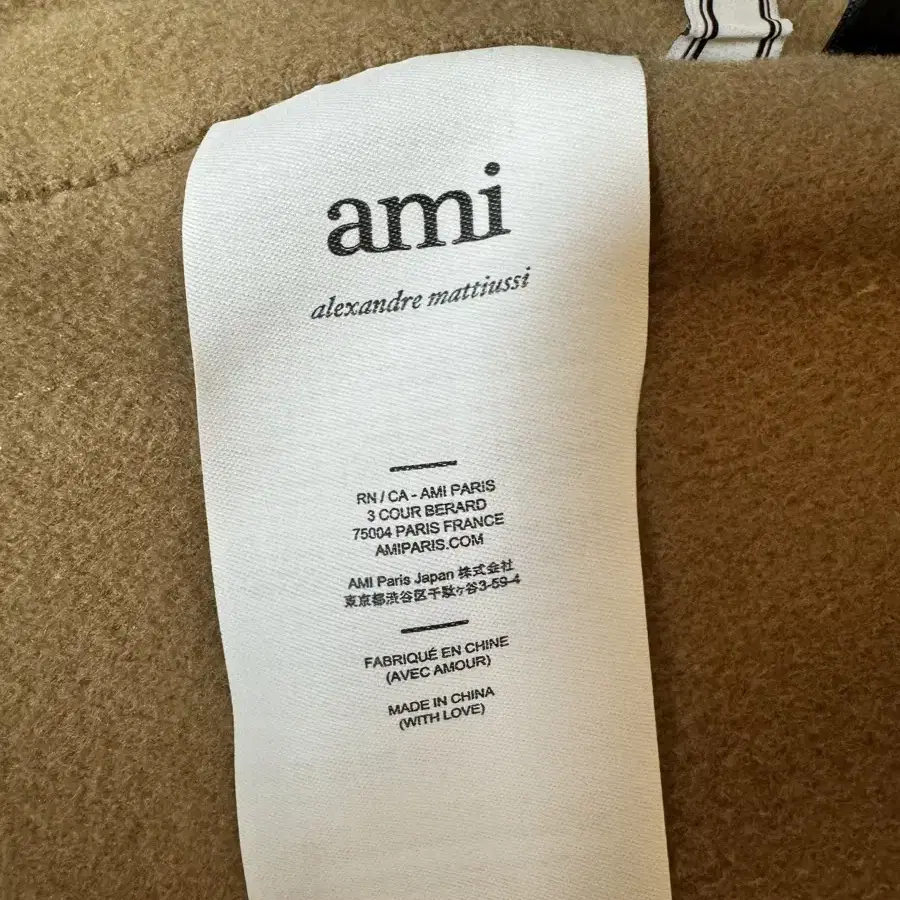 ami
alexandre mattiussi
RN / CA - AMI PARIS
3 COUR BERARD
75004 PARIS FRANCE
AMIPARIS.COM
AMI Paris Japan 株式会社
東京都渋谷区千駄ヶ谷3-59-4
FABRIQUÉ EN CHINE
(AVEC AMOUR)
MADE IN CHINA
(WITH LOVE)